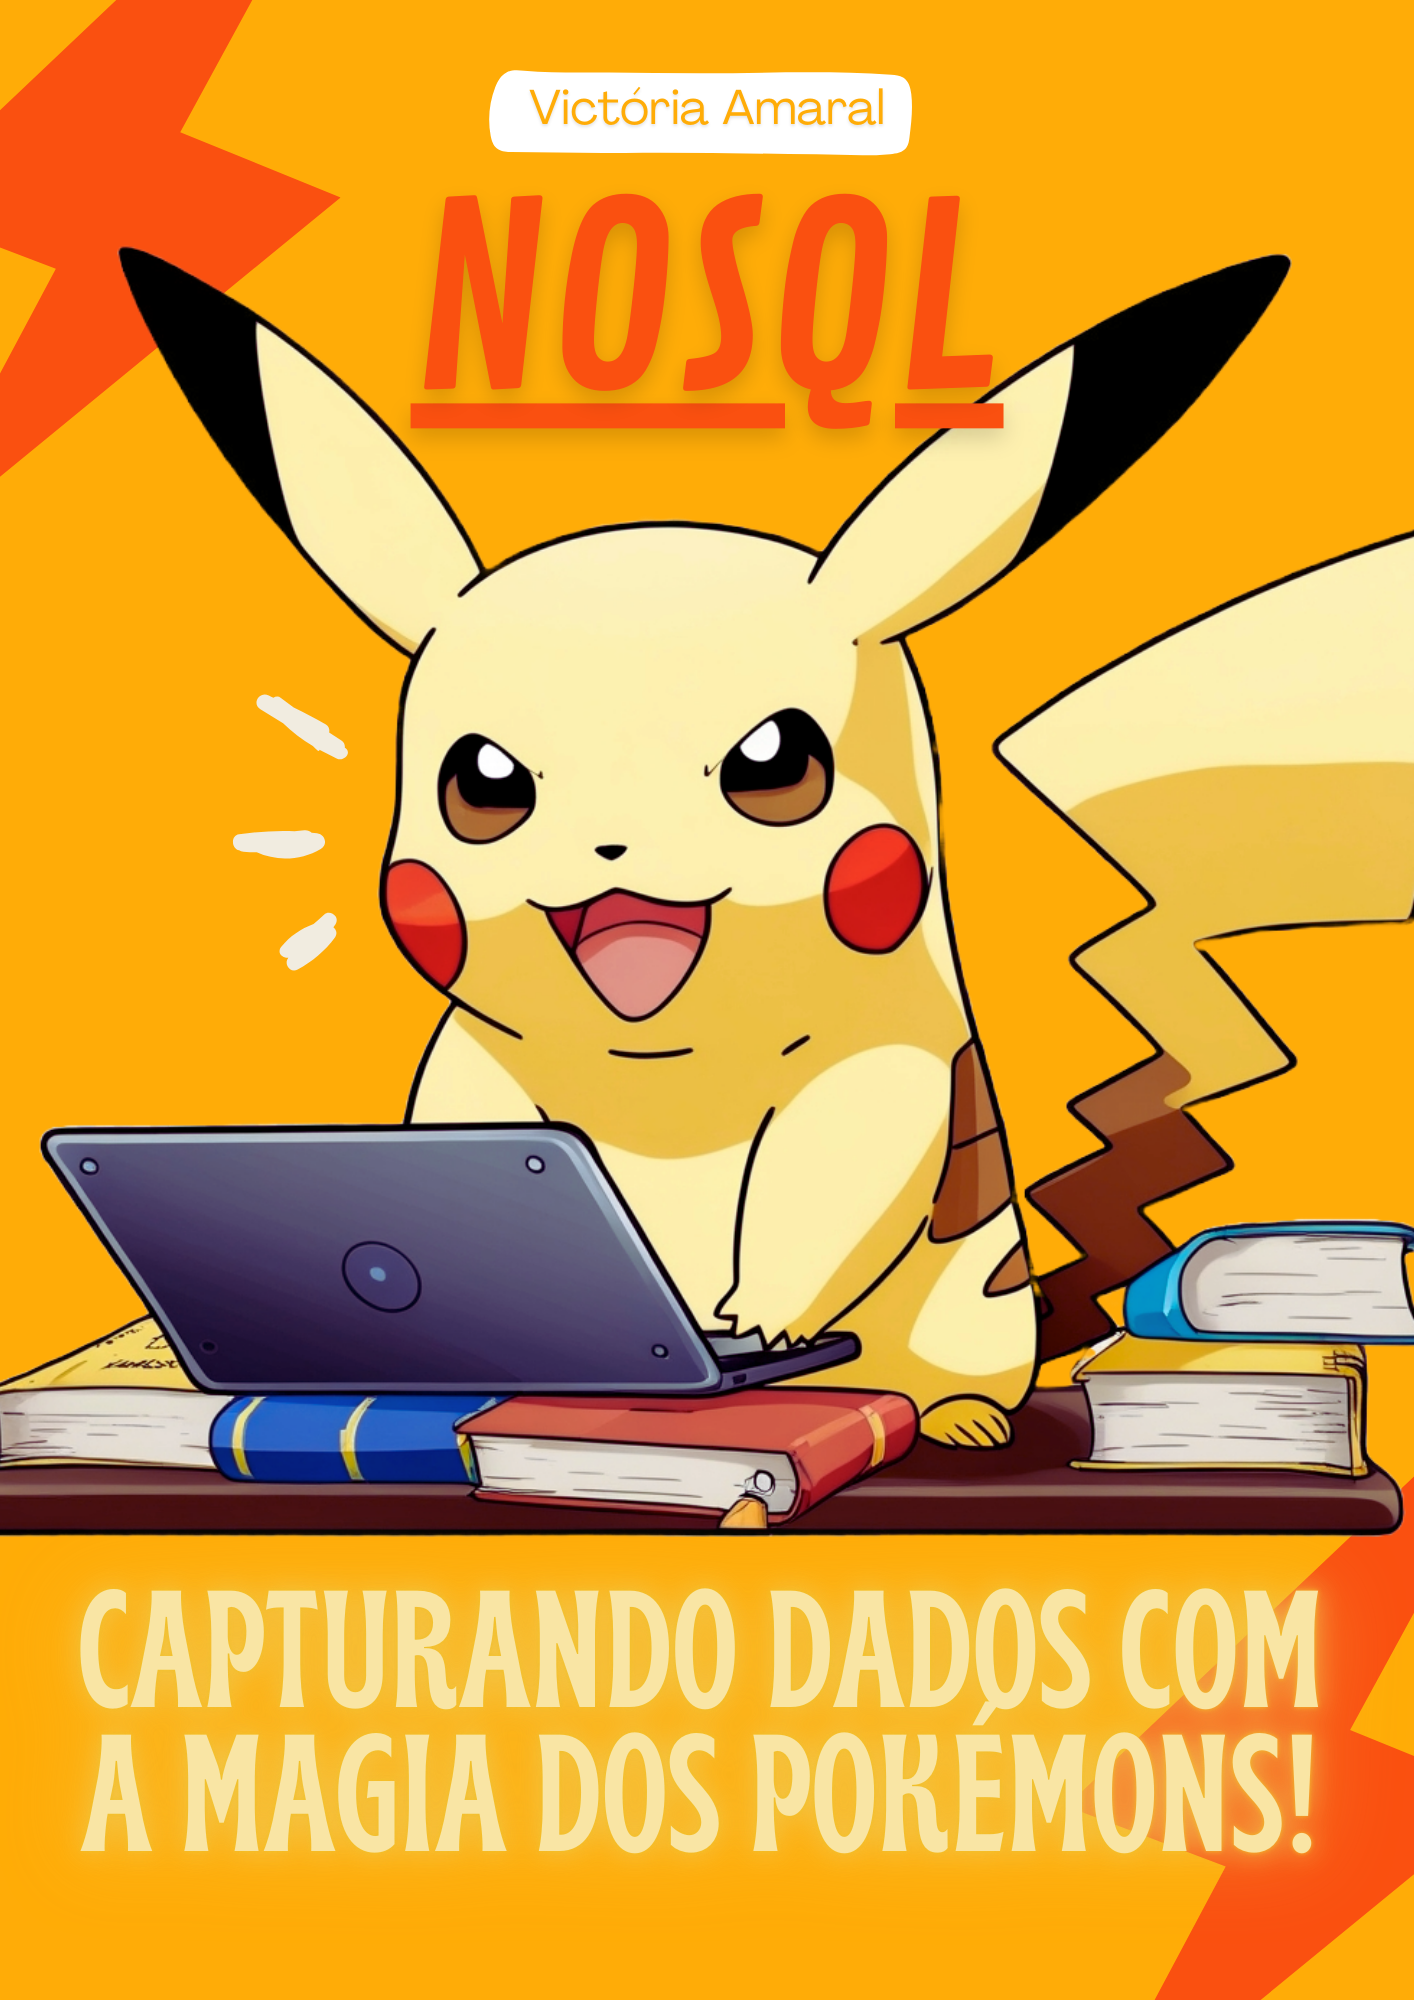 Victória Amaral
NOSQL
CAPTURANDO DADOS COM
A MAGIA DOS POKÉMONS!